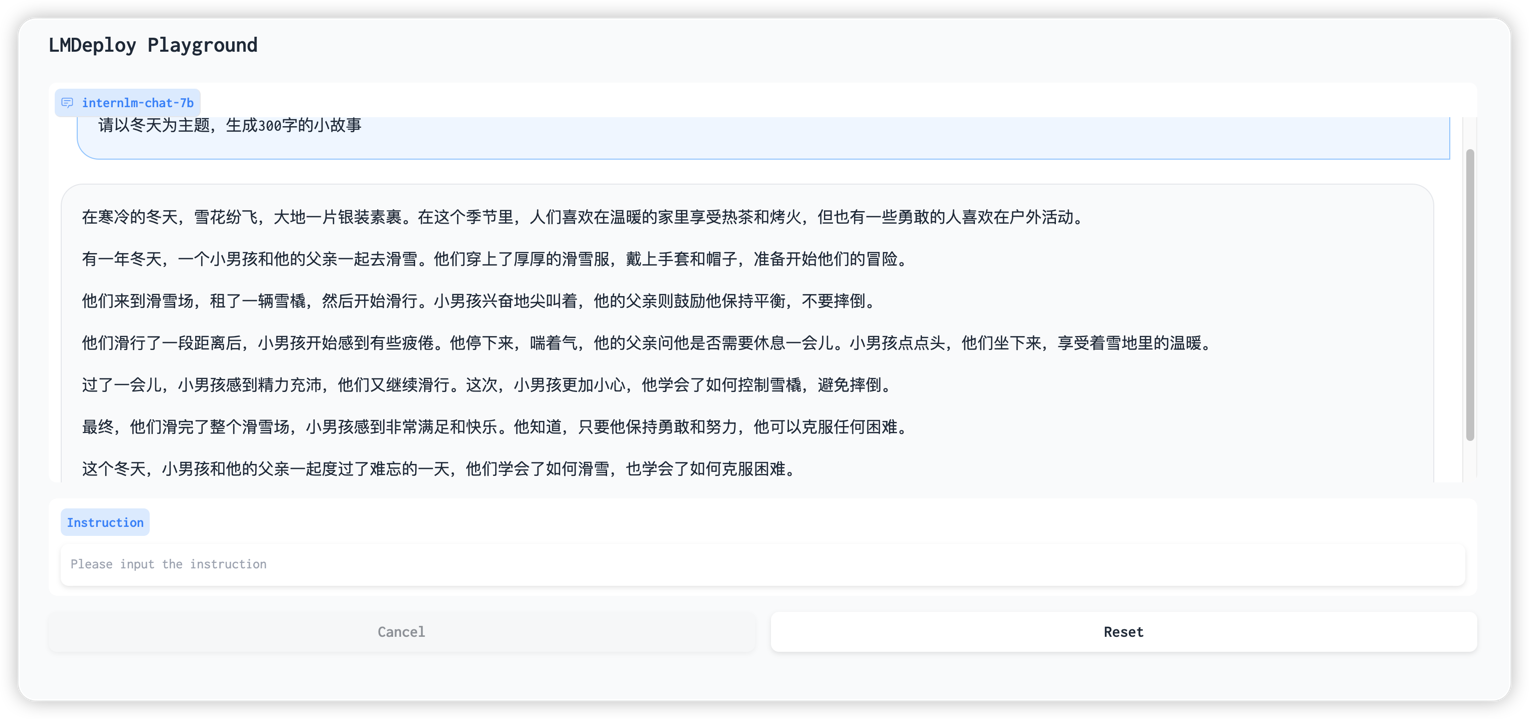 LMDeploy Playground
internlm-chat-7b
请以冬天为主题，生成300字的小故事
在寒冷的冬天，雪花纷飞，大地一片银装素裹。在这个季节里，人们喜欢在温暖的家里享受热茶和烤火，但也有一些勇敢的人喜欢在户外活动。
有一年冬天，一个小男孩和他的父亲一起去滑雪。他们穿上了厚厚的滑雪服，戴上手套和帽子，准备开始他们的冒险。
他们来到滑雪场，租了一辆雪橇，然后开始滑行。小男孩兴奋地尖叫着，他的父亲则鼓励他保持平衡，不要摔倒。
他们滑行了一段距离后，小男孩开始感到有些疲倦。他停下来，喘着气，他的父亲问他是否需要休息一会儿。小男孩点点头，他们坐下来，享受着雪地里的温暖。
过了一会儿，小男孩感到精力充沛，他们又继续滑行。这次，小男孩更加小心，他学会了如何控制雪橇，避免摔倒。
最终，他们滑完了整个滑雪场，小男孩感到非常满足和快乐。他知道，只要他保持勇敢和努力，他可以克服任何困难。
这个冬天，小男孩和他的父亲一起度过了难忘的一天，他们学会了如何滑雪，也学会了如何克服困难。
Instruction
Please input the instruction
Cancel
Reset